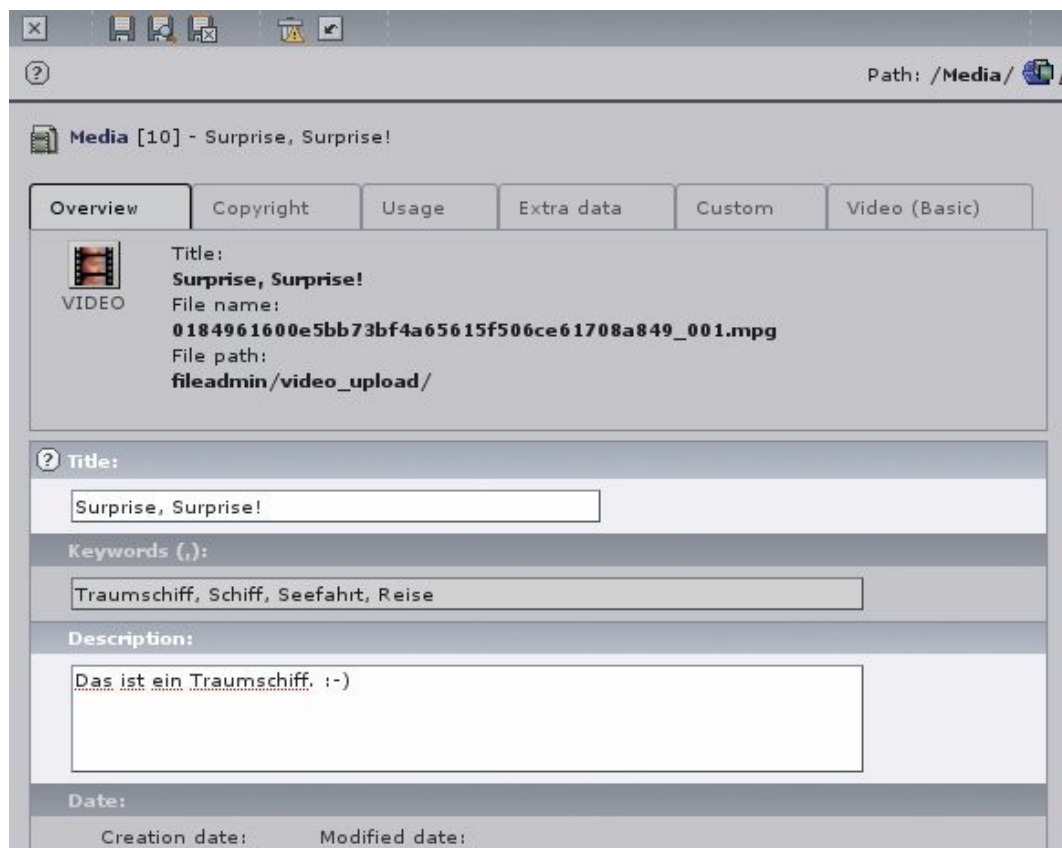 Path: /Media/
Media [10] - Surprise, Surprise!
Overview Copyright Usage Extra data Custom Video (Basic)
VIDEO
Title:
Surprise, Surprise!
File name:
0184961600e5bb73bf4a65615f506ce61708a849_001.mpg
File path:
fileadmin/video_upload/
Title:
Surprise, Surprise!
Keywords (,):
Traumschiff, Schiff, Seefahrt, Reise
Description:
Das ist ein Traumschiff. :-)
Date:
Creation date: Modified date: